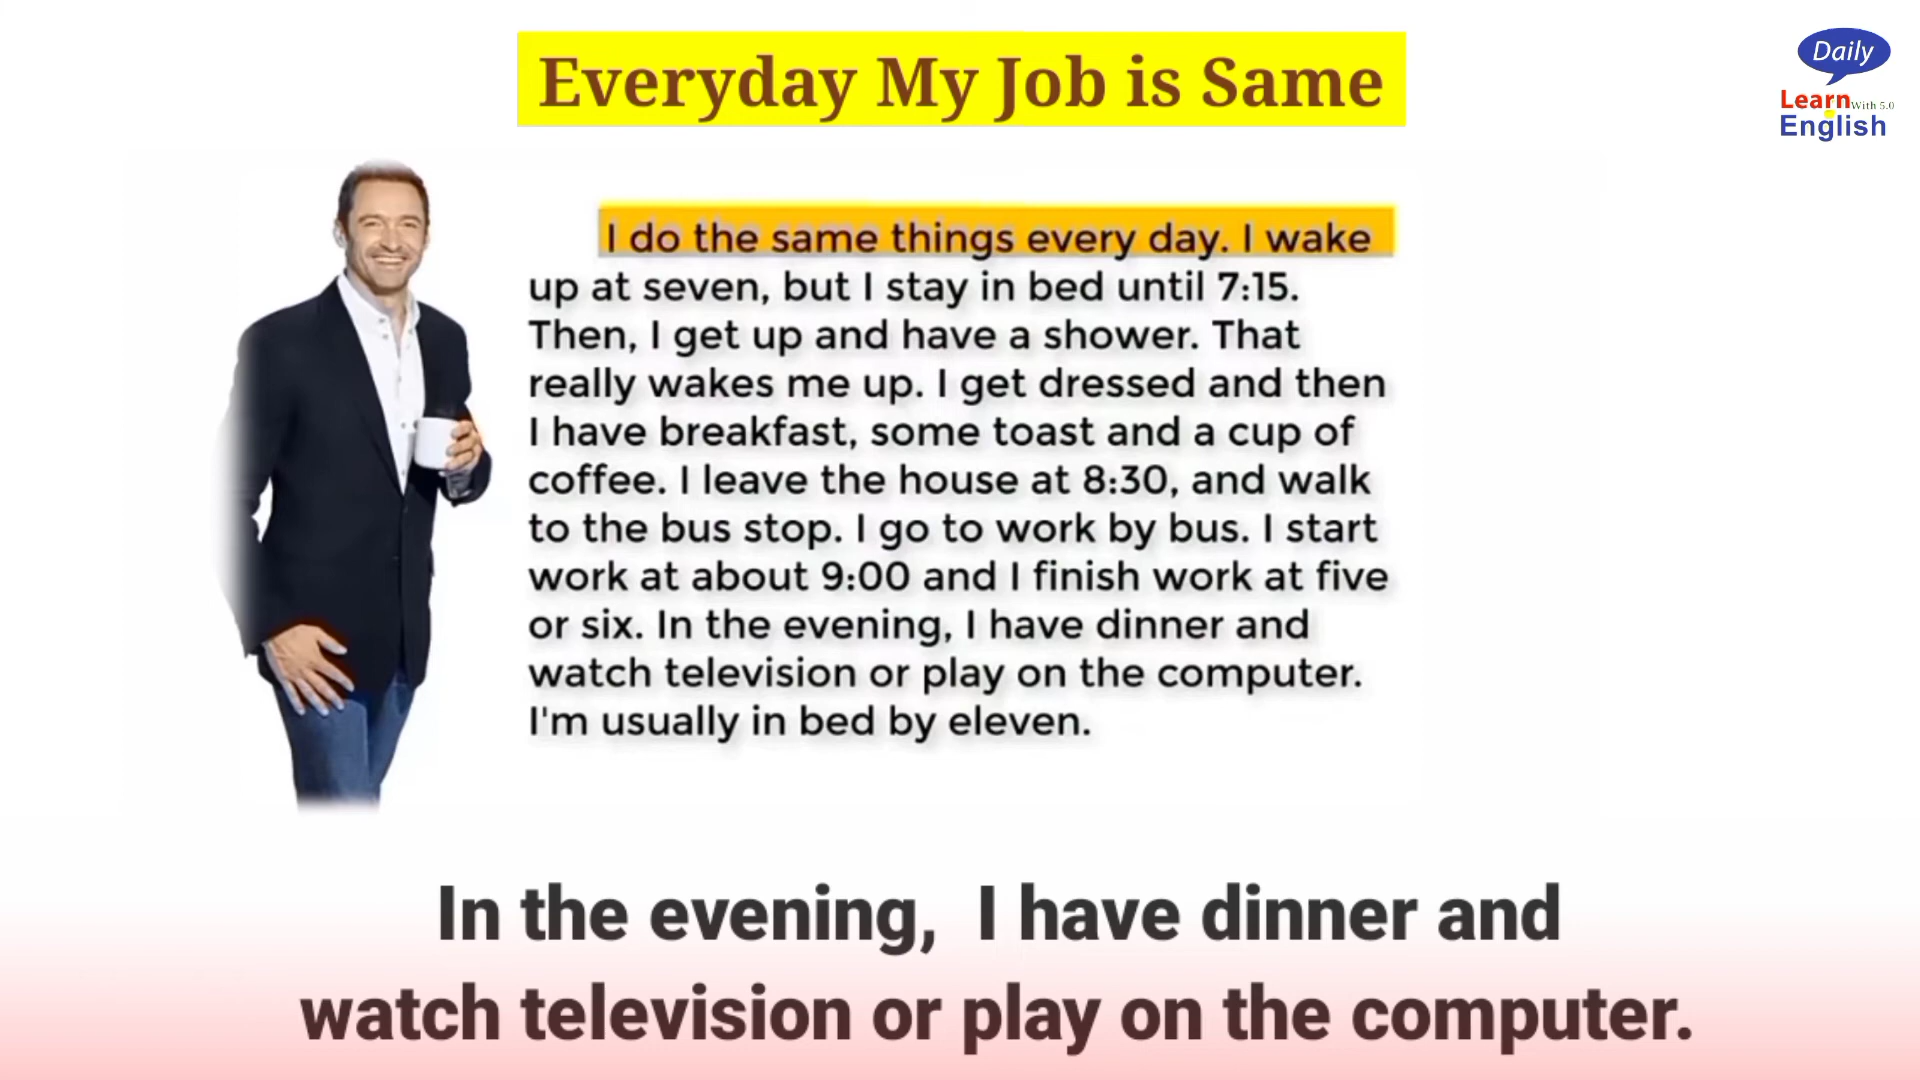 Everyday My Job is Same
Daily
Learn With 5.0
English
I do the same things every day. I wake
up at seven, but I stay in bed until 7:15.
Then, I get up and have a shower. That
really wakes me up. I get dressed and then
I have breakfast, some toast and a cup of
coffee. I leave the house at 8:30, and walk
to the bus stop. I go to work by bus. I start
work at about 9:00 and I finish work at five
or six. In the evening, I have dinner and
watch television or play on the computer.
I'm usually in bed by eleven.
In the evening,  I have dinner and
watch television or play on the computer.